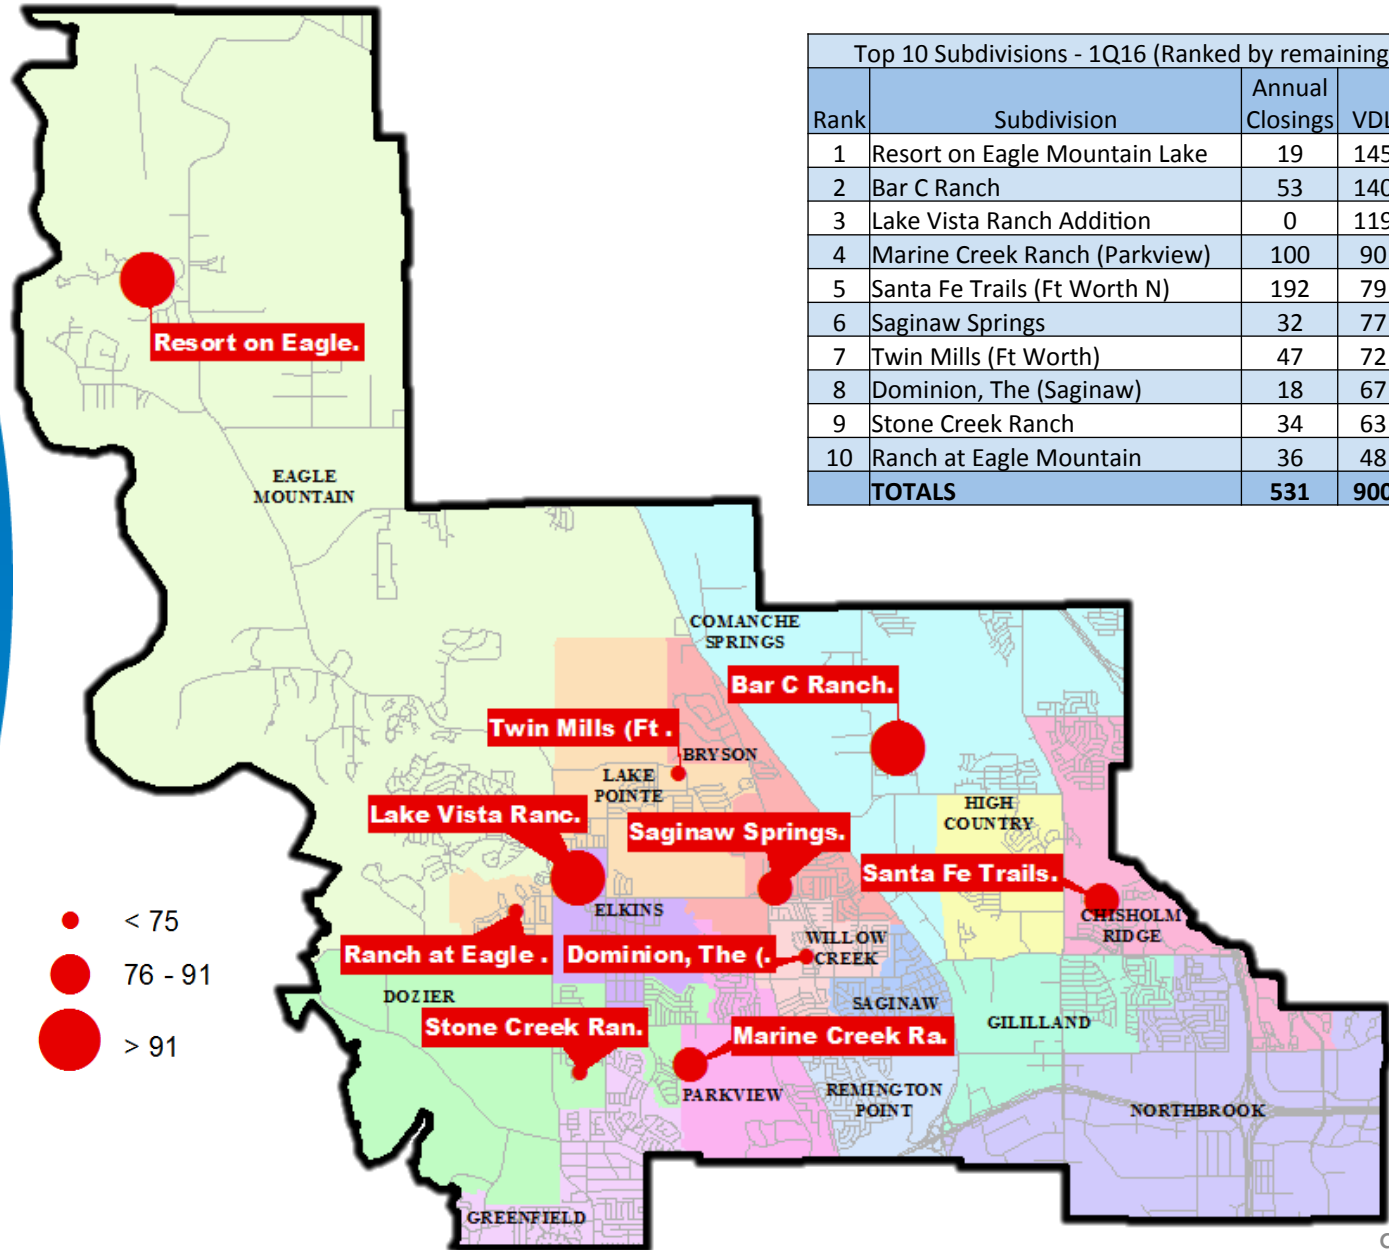 Top 10 Subdivisions - 1Q16 (Ranked by remaining
Rank Subdivision Annual Closings VDL
1 Resort on Eagle Mountain Lake 19 145
2 Bar C Ranch 53 140
3 Lake Vista Ranch Addition 0 119
4 Marine Creek Ranch (Parkview) 100 90
5 Santa Fe Trails (Ft Worth N) 192 79
6 Saginaw Springs 32 77
7 Twin Mills (Ft Worth) 47 72
8 Dominion, The (Saginaw) 18 67
9 Stone Creek Ranch 34 63
10 Ranch at Eagle Mountain 36 48
TOTALS 531 900
Resort on Eagle.
EAGLE
MOUNTAIN
COMANCHE
SPRINGS
Bar C Ranch.
Twin Mills (Ft .
BRYSON
LAKE
POINTE
HIGH
COUNTRY
Lake Vista Ranc.
Saginaw Springs.
Santa Fe Trails.
ELKINS
CHISHOLM
RIDGE
WILLOW
CREEK
Ranch at Eagle .
Dominion, The (.
DOZIER
SAGINAW
GILILLAND
Stone Creek Ran.
Marine Creek Ra.
PARKVIEW
REMINGTON
POINT
NORTHBROOK
GREENFIELD
< 75
76 - 91
> 91